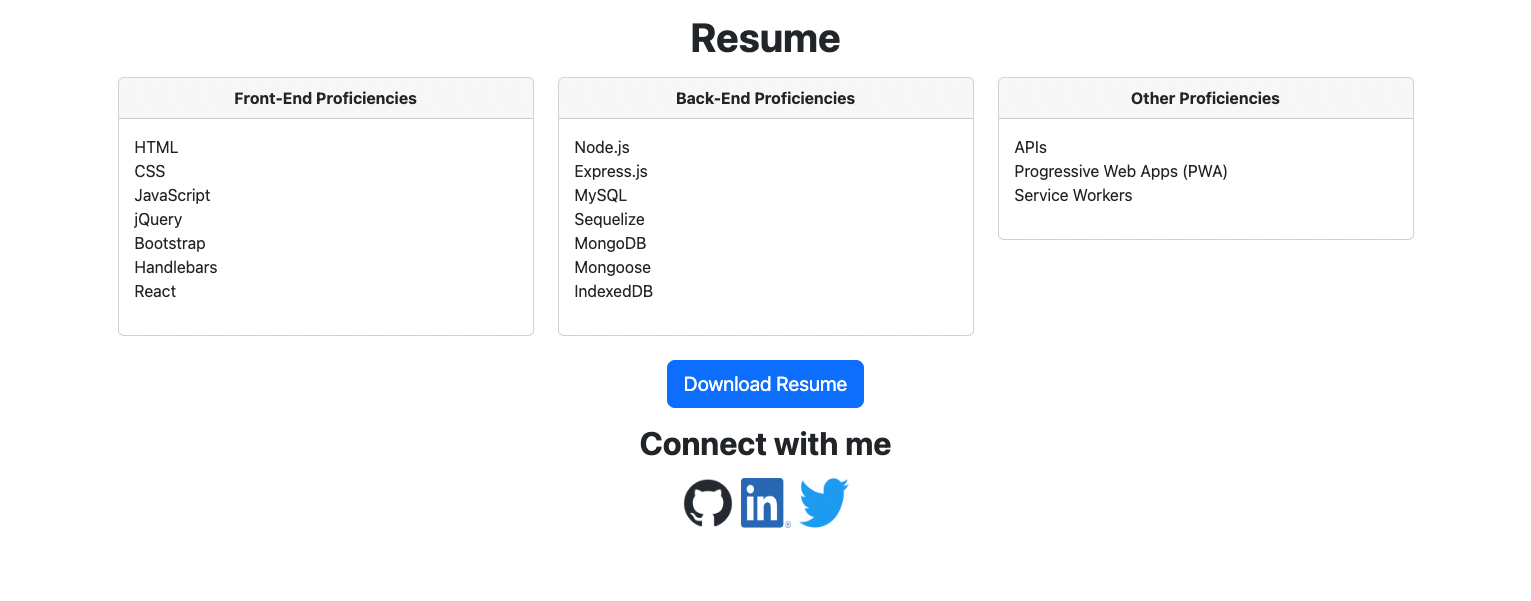 Resume
Front-End Proficiencies
HTML
CSS
JavaScript
jQuery
Bootstrap
Handlebars
React
Back-End Proficiencies
Node.js
Express.js
MySQL
Sequelize
MongoDB
Mongoose
IndexedDB
Other Proficiencies
APIs
Progressive Web Apps (PWA)
Service Workers
Download Resume
Connect with me
in®